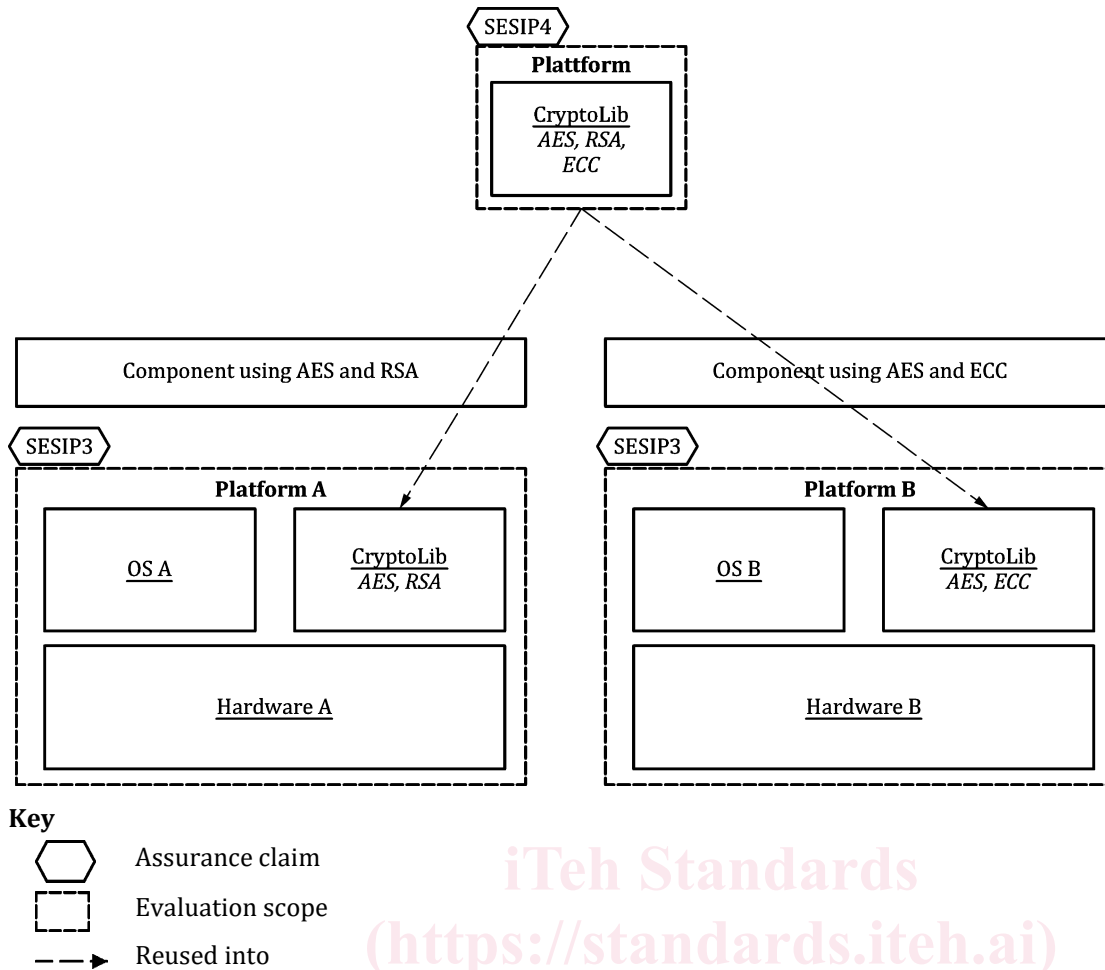 SESIP4
Plattform
CryptoLib
AES, RSA,
ECC
Component using AES and RSA
Component using AES and ECC
SESIP3
SESIP3
Platform A
Platform B
OS A
CryptoLib
AES, RSA
OS B
CryptoLib
AES, ECC
Hardware A
Hardware B
Key
Assurance claim
Evaluation scope
Reused into
iTeh Standards
(https://standards.iteh.ai)